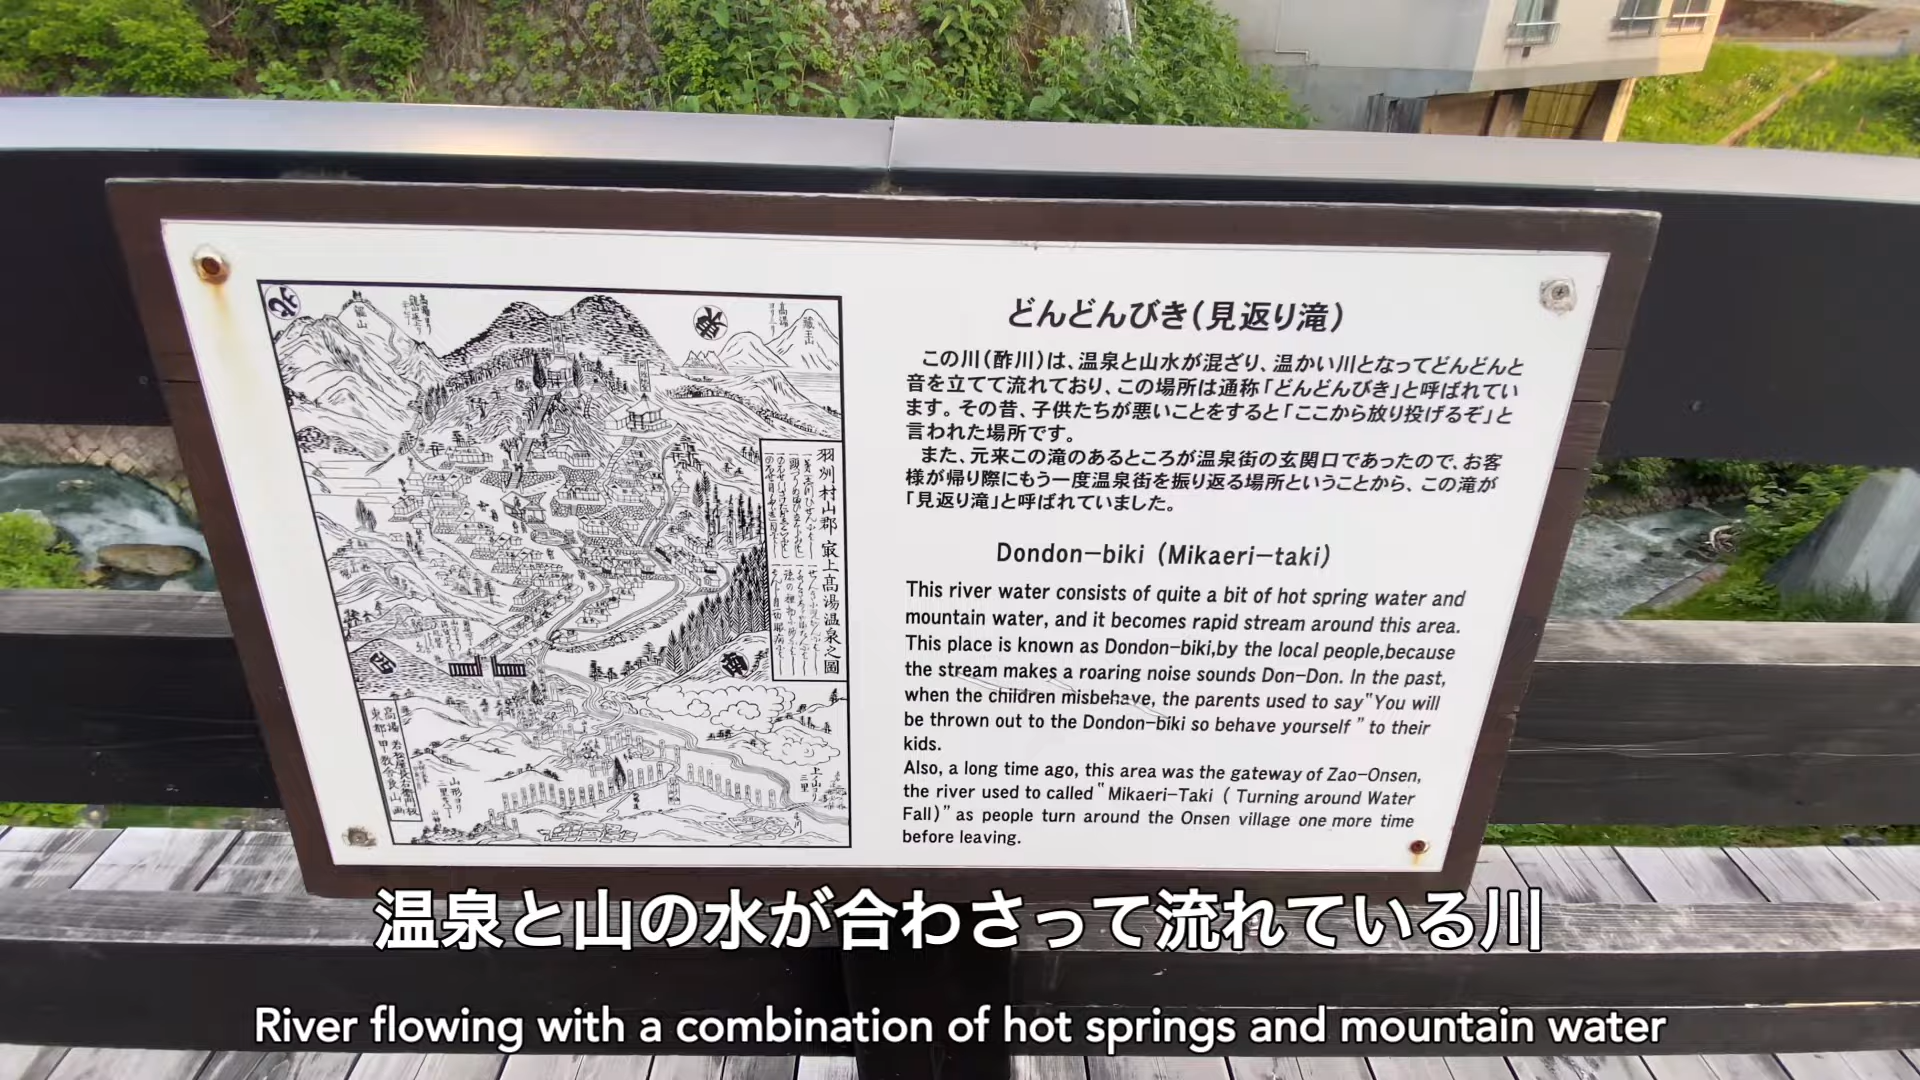 どんどんびき(見返り滝)
この川(酢川)は、温泉と山水が混ざり、温かい川となってどんどんと
音を立てて流れており、この場所は通称「どんどんびき」と呼ばれてい
ます。その昔、子供たちが悪いことをすると「ここから放り投げるぞ」と
言われた場所です。
また、元来この滝のあるところが温泉街の玄関口であったので、お客
様が帰り際にもう一度温泉街を振り返る場所ということから、この滝が
「見返り滝」と呼ばれていました。
Dondon-biki (Mikaeri-taki)
This river water consists of quite a bit of hot spring water and
mountain water, and it becomes rapid stream around this area.
This place is known as Dondon-biki,by the local people,because
the stream makes a roaring noise sounds Don-Don. In the past,
when the children misbehave, the parents used to say"You will
be thrown out to the Dondon-biki so behave yourself " to their
kids.
Also, a long time ago, this area was the gateway of Zao-Onsen,
the river used to called "Mikaeri-Taki ( Turning around Water
Fall)" as people turn around the Onsen village one more time
before leaving.
北
東
西
南
羽州村山郡 㝡上高湯温泉之圖
温泉と山の水が合わさって流れている川
River flowing with a combination of hot springs and mountain water